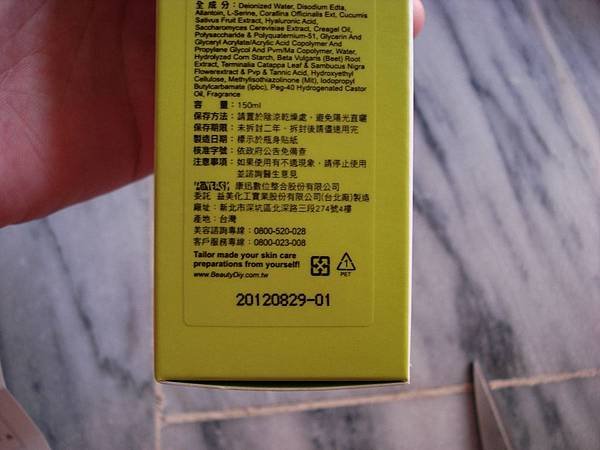 全 成 分：Deionized Water, Disodium Edta,
Allantoin, L-Serine, Corallina Officinalis Ext, Cucumis
Sativus Fruit Extract, Hyaluronic Acid,
Saccharomyces Cerevisiae Extract, Creagel Oil,
Polysaccharide & Polyquaternium-51, Glycerin And
Glyceryl Acrylate/Acrylic Acid Copolymer And
Propylene Glycol And Pvm/Ma Copolymer, Water,
Hydrolyzed Corn Starch, Beta Vulgaris (Beet) Root
Extract, Terminalia Catappa Leaf & Sambucus Nigra
Flowerextract & Pvp & Tannic Acid, Hydroxyethyl
Cellulose, Methylisothiazolinone (Mit), Iodopropyl
Butylcarbamate (Ipbc), Peg-40 Hydrogenated Castor
Oil, Fragrance
容 量：150ml
保存方法：請置於陰涼乾燥處，避免陽光直曬
保存期限：未拆封二年，拆封後請儘速用完
製造日期：標示於瓶身貼紙
核准字號：依政府公告免備查
注意事項：如果使用有不適現象，請停止使用
並諮詢醫生意見
PAYEASY 康迅數位整合股份有限公司
委託 益美化工實業股份有限公司(台北廠)製造
廠址：新北市深坑區北深路三段274號4樓
產地：台灣
美容諮詢專線：0800-520-028
客戶服務專線：0800-023-008
Tailor made your skin care
preparations from yourself!
www.BeautyDiy.com.tw
1
PET
20120829-01